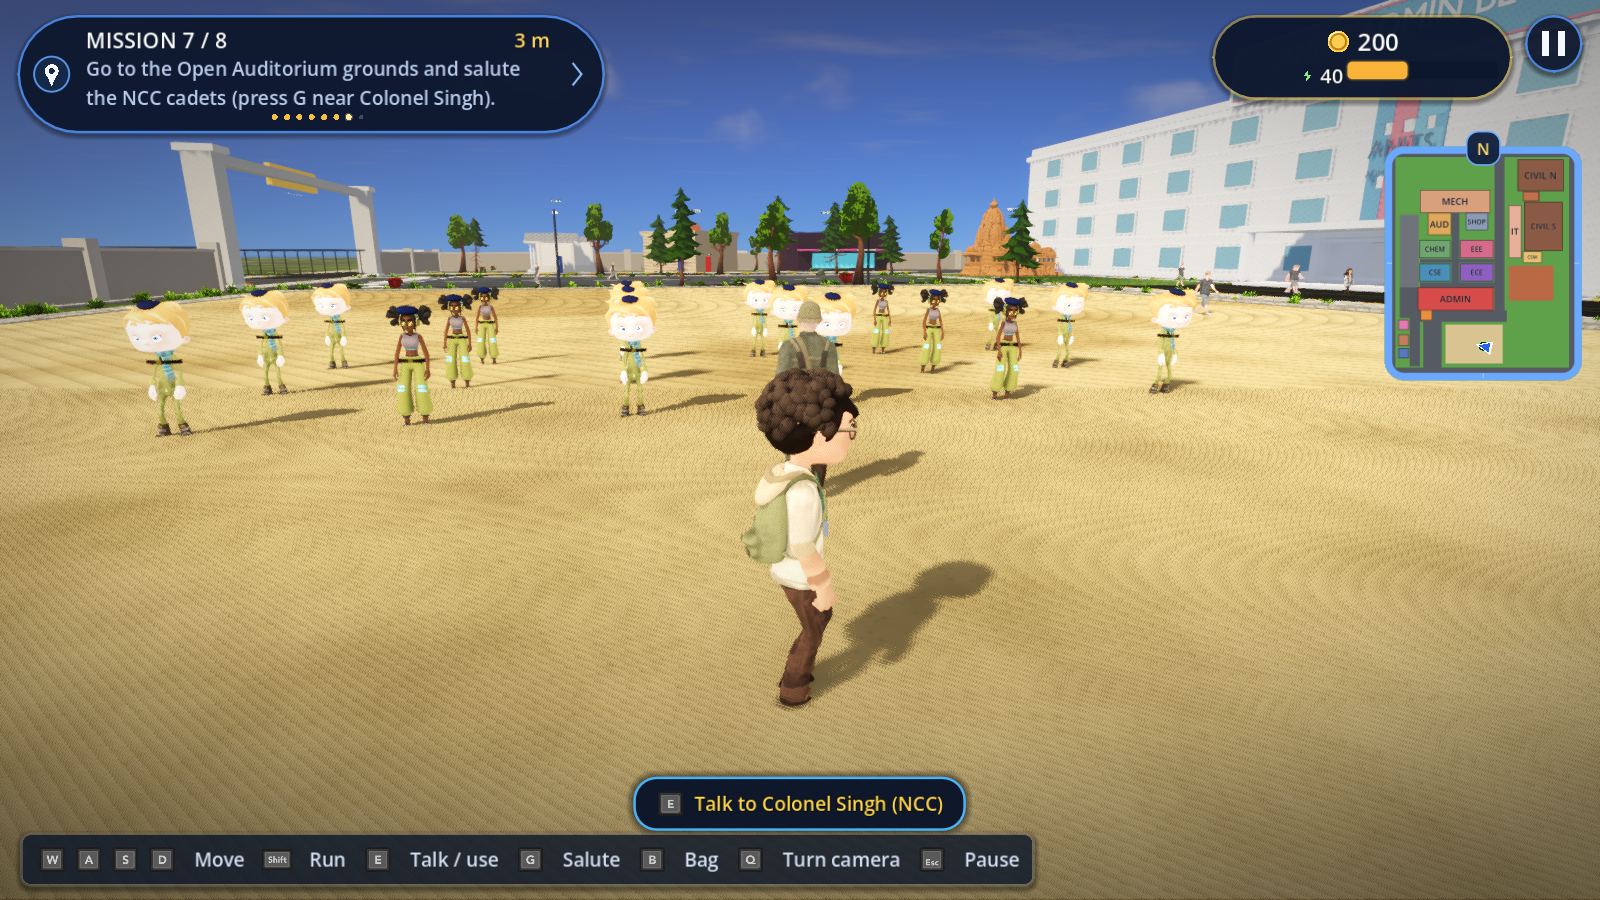 MISSION 7 / 8
3 m
Go to the Open Auditorium grounds and salute
the NCC cadets (press G near Colonel Singh).
200
40
N
CIVIL N
MECH
AUD
SHOP
IT
CIVIL S
CHEM
EEE
CSE
ECE
ADMIN
E Talk to Colonel Singh (NCC)
W A S D Move Shift Run E Talk / use G Salute B Bag Q Turn camera Esc Pause